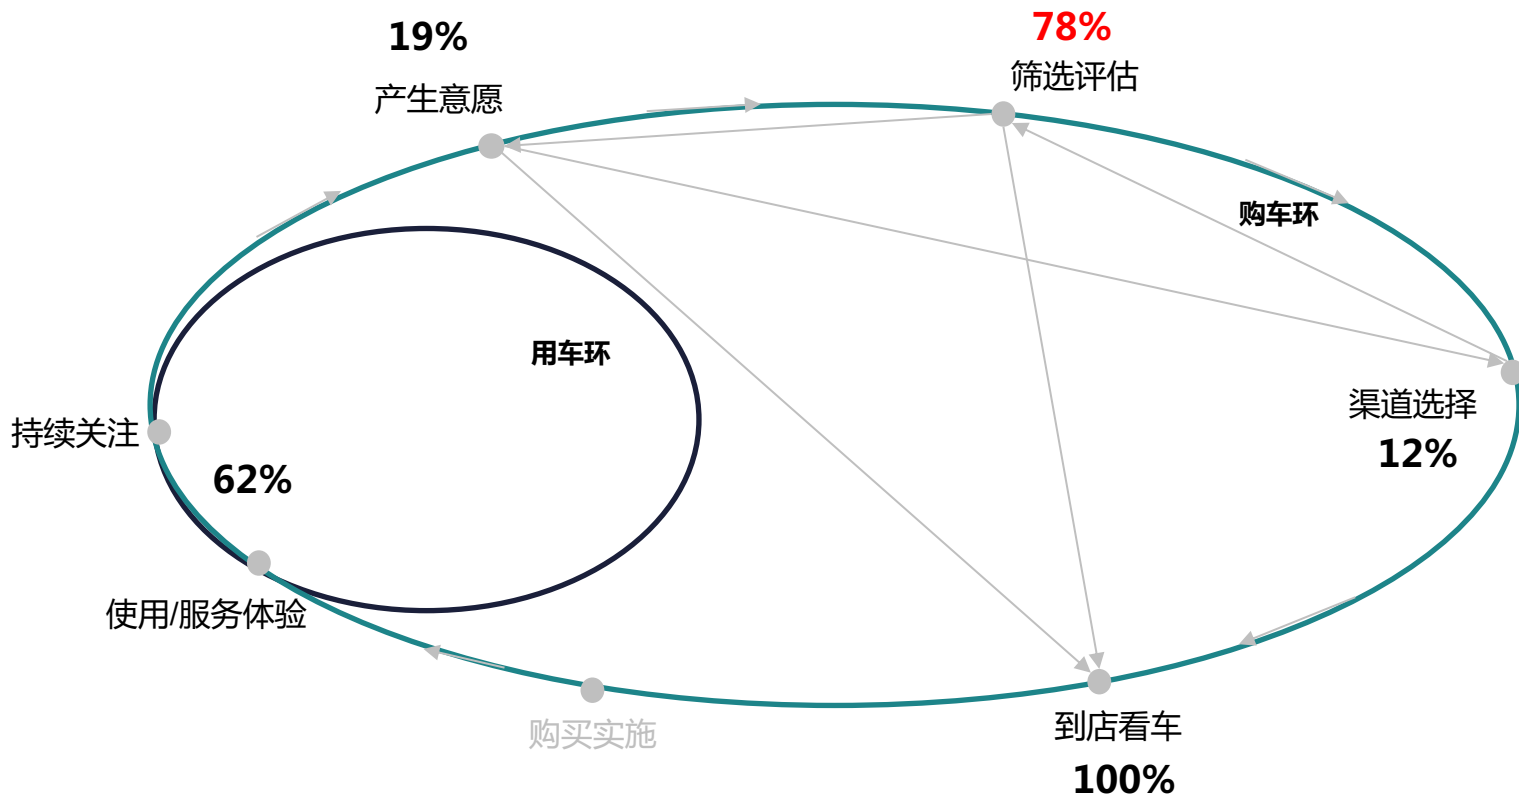 19%
产生意愿
78%
筛选评估
购车环
用车环
渠道选择
12%
持续关注
62%
使用/服务体验
购买实施
到店看车
100%